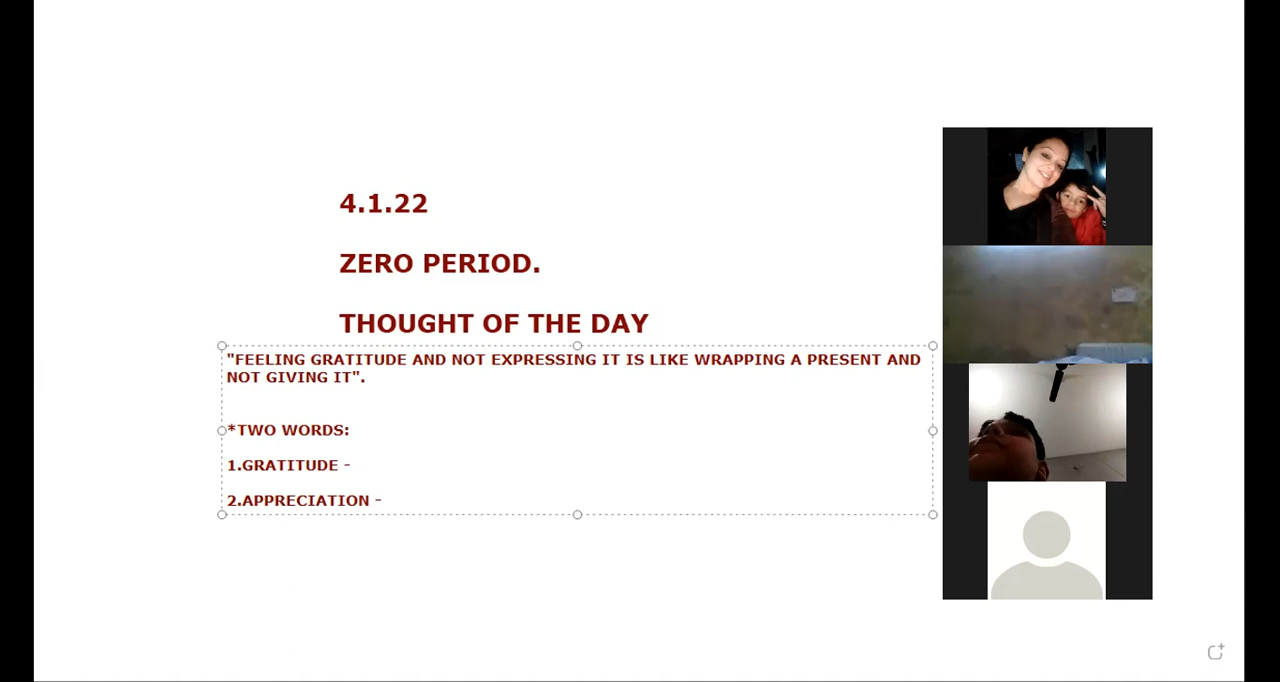 4.1.22
ZERO PERIOD.
THOUGHT OF THE DAY
"FEELING GRATITUDE AND NOT EXPRESSING IT IS LIKE WRAPPING A PRESENT AND
NOT GIVING IT".
*TWO WORDS:
1.GRATITUDE -
2.APPRECIATION -